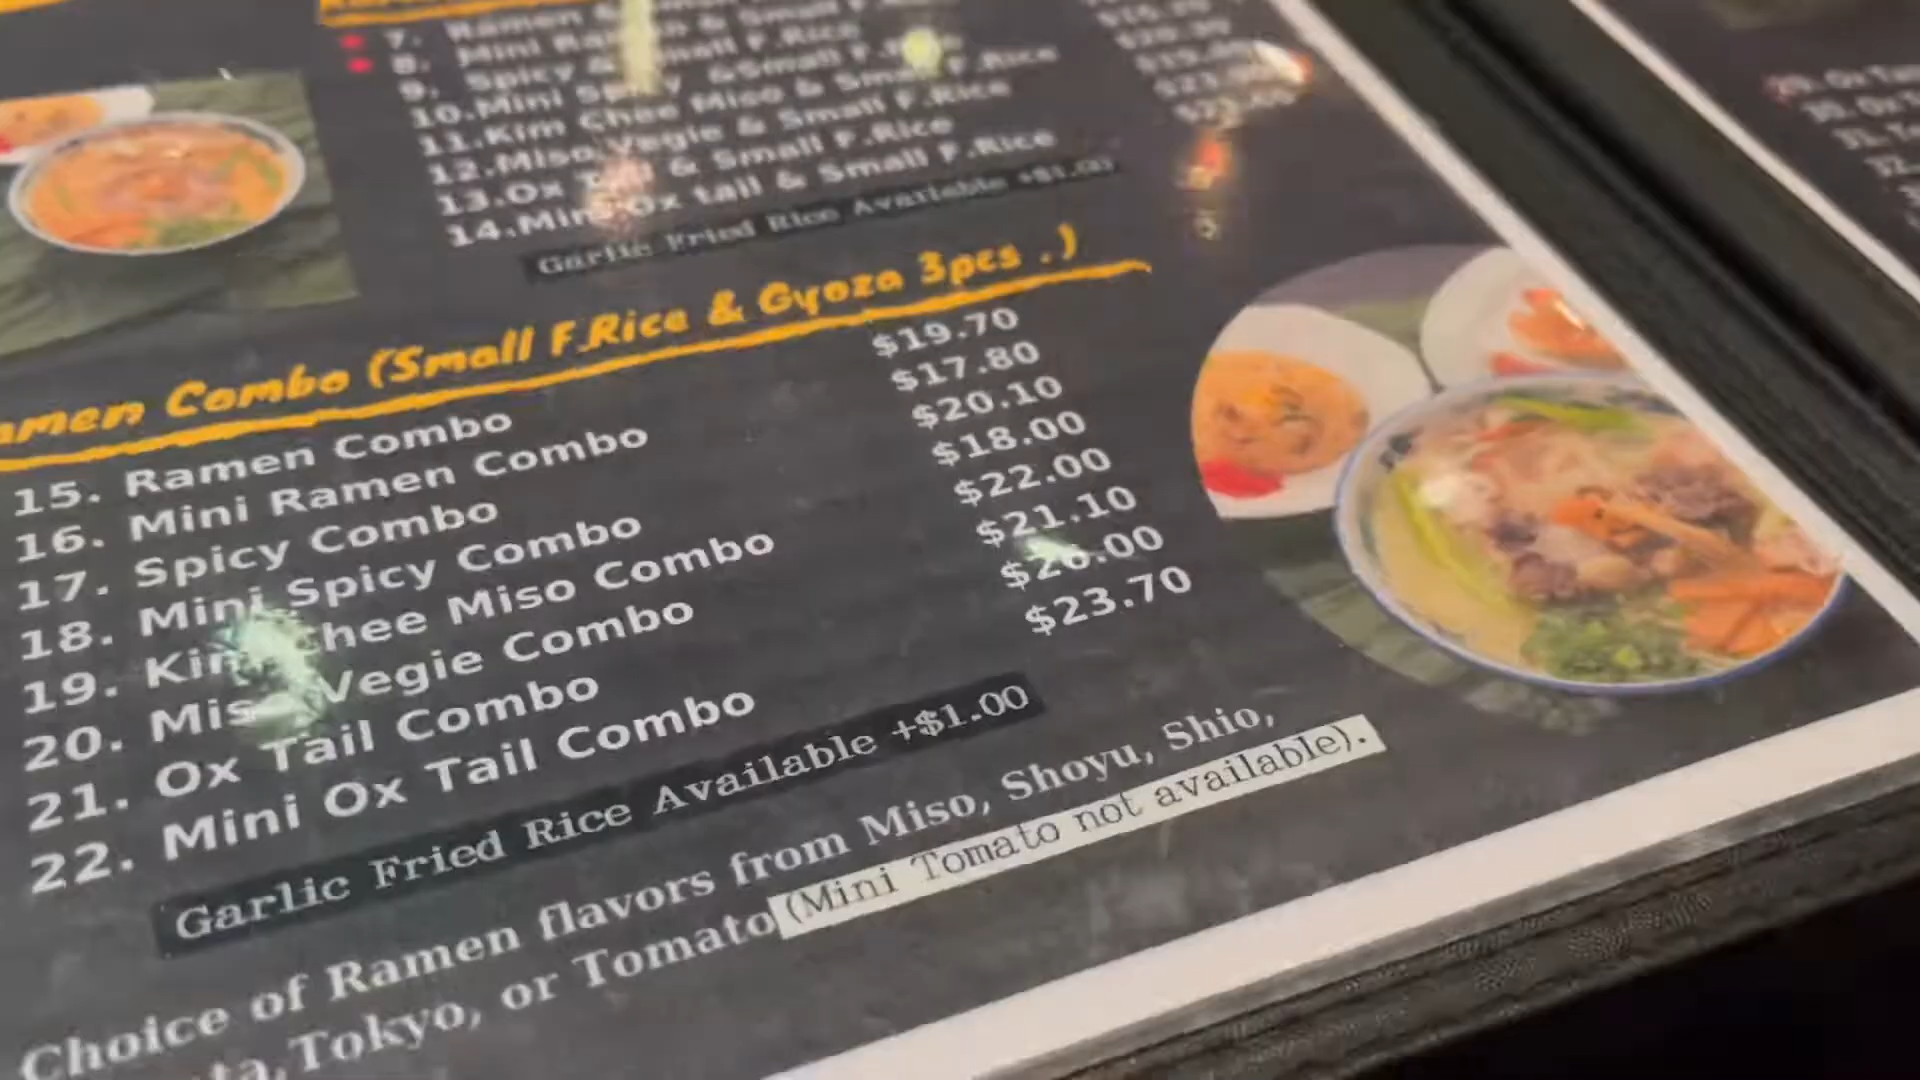 7. Ramen &
8. Mini Ramen & Small F.Rice
9. Spicy & Small F.Rice
10.Mini Spicy &Small F.Rice
11.Kim Chee Miso & Small F.Rice
12.Miso Vegie & Small F.Rice
13.Ox Tail & Small F.Rice
14.Mini Ox tail & Small F.Rice
Garlic Fried Rice Available +$1.00
Combo (Small F.Rice & Gyoza 3pcs .)
15. Ramen Combo $19.70
16. Mini Ramen Combo $17.80
17. Spicy Combo $20.10
18. Mini Spicy Combo $18.00
19. Kim Chee Miso Combo $22.00
20. Miso Vegie Combo $21.10
21. Ox Tail Combo $26.00
22. Mini Ox Tail Combo $23.70
Garlic Fried Rice Available +$1.00
Choice of Ramen flavors from Miso, Shoyu, Shio,
Tokyo, or Tomato (Mini Tomato not available).